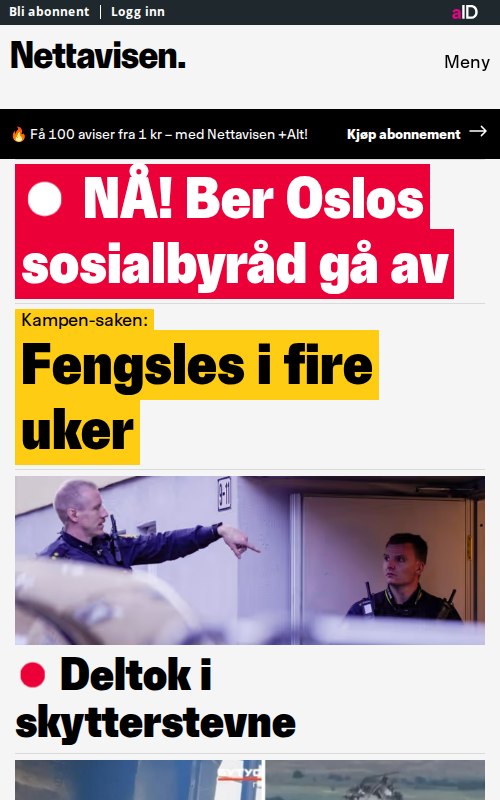 Bli abonnent | Logg inn
aID
Nettavisen.
Meny
🔥 Få 100 aviser fra 1 kr – med Nettavisen +Alt!
Kjøp abonnement →
NÅ! Ber Oslos
sosialbyråd gå av
Kampen-saken:
Fengsles i fire
uker
9-11
Deltok i
skytterstevne